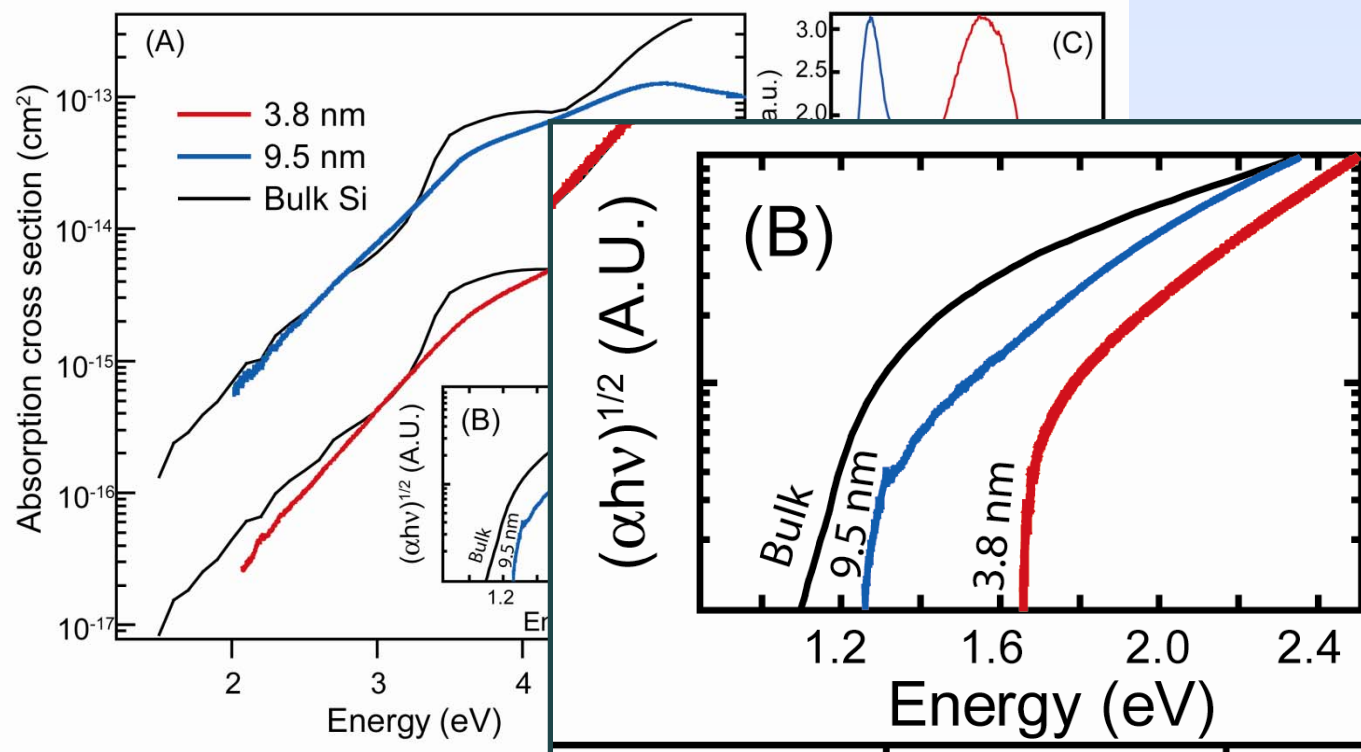 (A)
3.8 nm
9.5 nm
Bulk Si
Absorption cross section (cm²)
10⁻¹³
10⁻¹⁴
10⁻¹⁵
10⁻¹⁶
10⁻¹⁷
2
3
4
Energy (eV)
(B)
(αhν)^1/2 (A.U.)
Bulk
9.5 nm
1.2
En
(C)
3.0
2.5
2.0
a.u.)
(B)
(αhν)^1/2 (A.U.)
Bulk
9.5 nm
3.8 nm
1.2
1.6
2.0
2.4
Energy (eV)